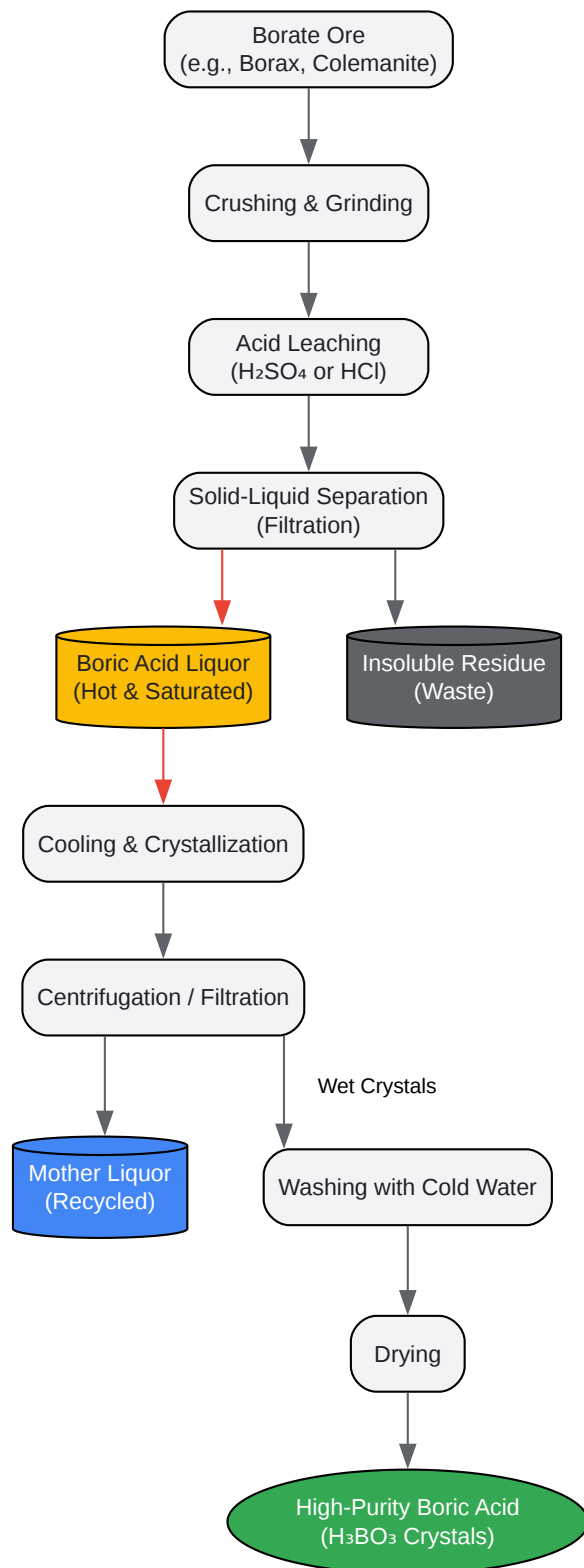 Borate Ore
(e.g., Borax, Colemanite)
Crushing & Grinding
Acid Leaching
(H₂SO₄ or HCl)
Solid-Liquid Separation
(Filtration)
Boric Acid Liquor
(Hot & Saturated)
Insoluble Residue
(Waste)
Cooling & Crystallization
Centrifugation / Filtration
Wet Crystals
Mother Liquor
(Recycled)
Washing with Cold Water
Drying
High-Purity Boric Acid
(H₃BO₃ Crystals)